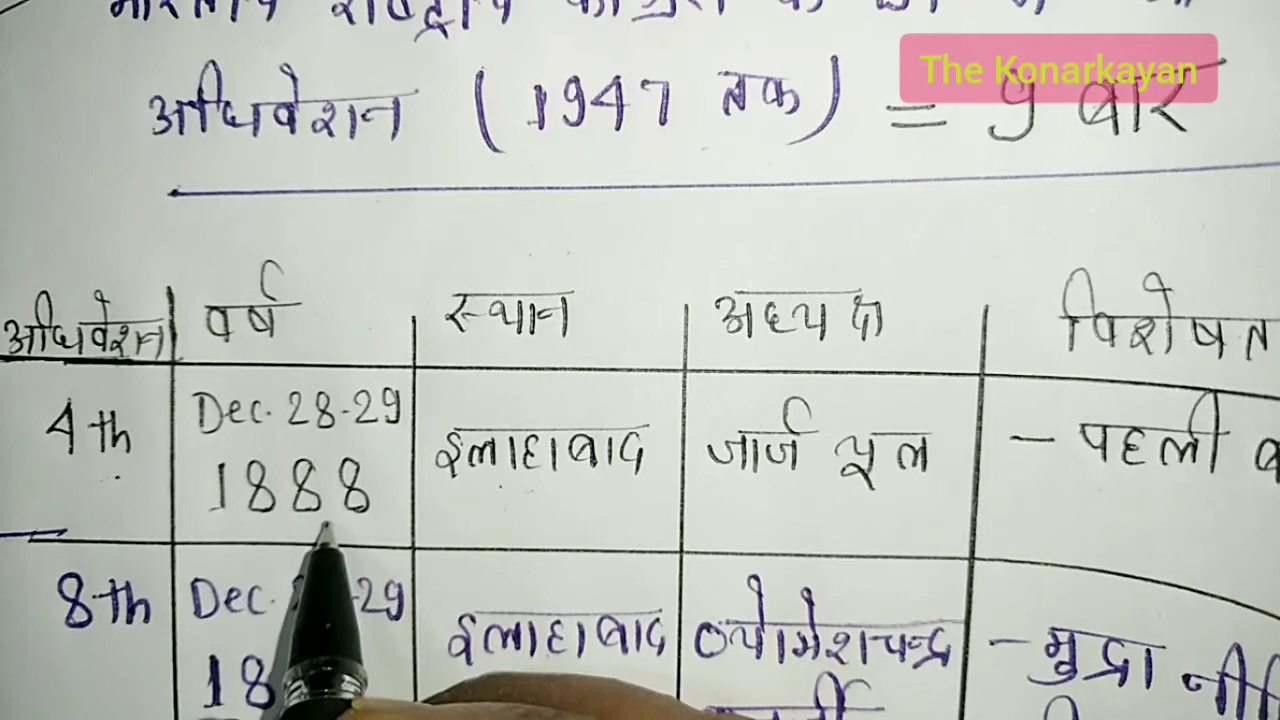 भारतीय राष्ट्रीय
The Konarkayan
अधिवेशन (1947 तक) = 9 बार
अधिवेशन वर्ष स्थान अध्यक्ष विशेषत
4th Dec. 28-29 इलाहाबाद जार्ज यूल - पहली
1888
8th Dec. -29 इलाहाबाद व्योमेशचन्द्र - मुद्रा नीति
18